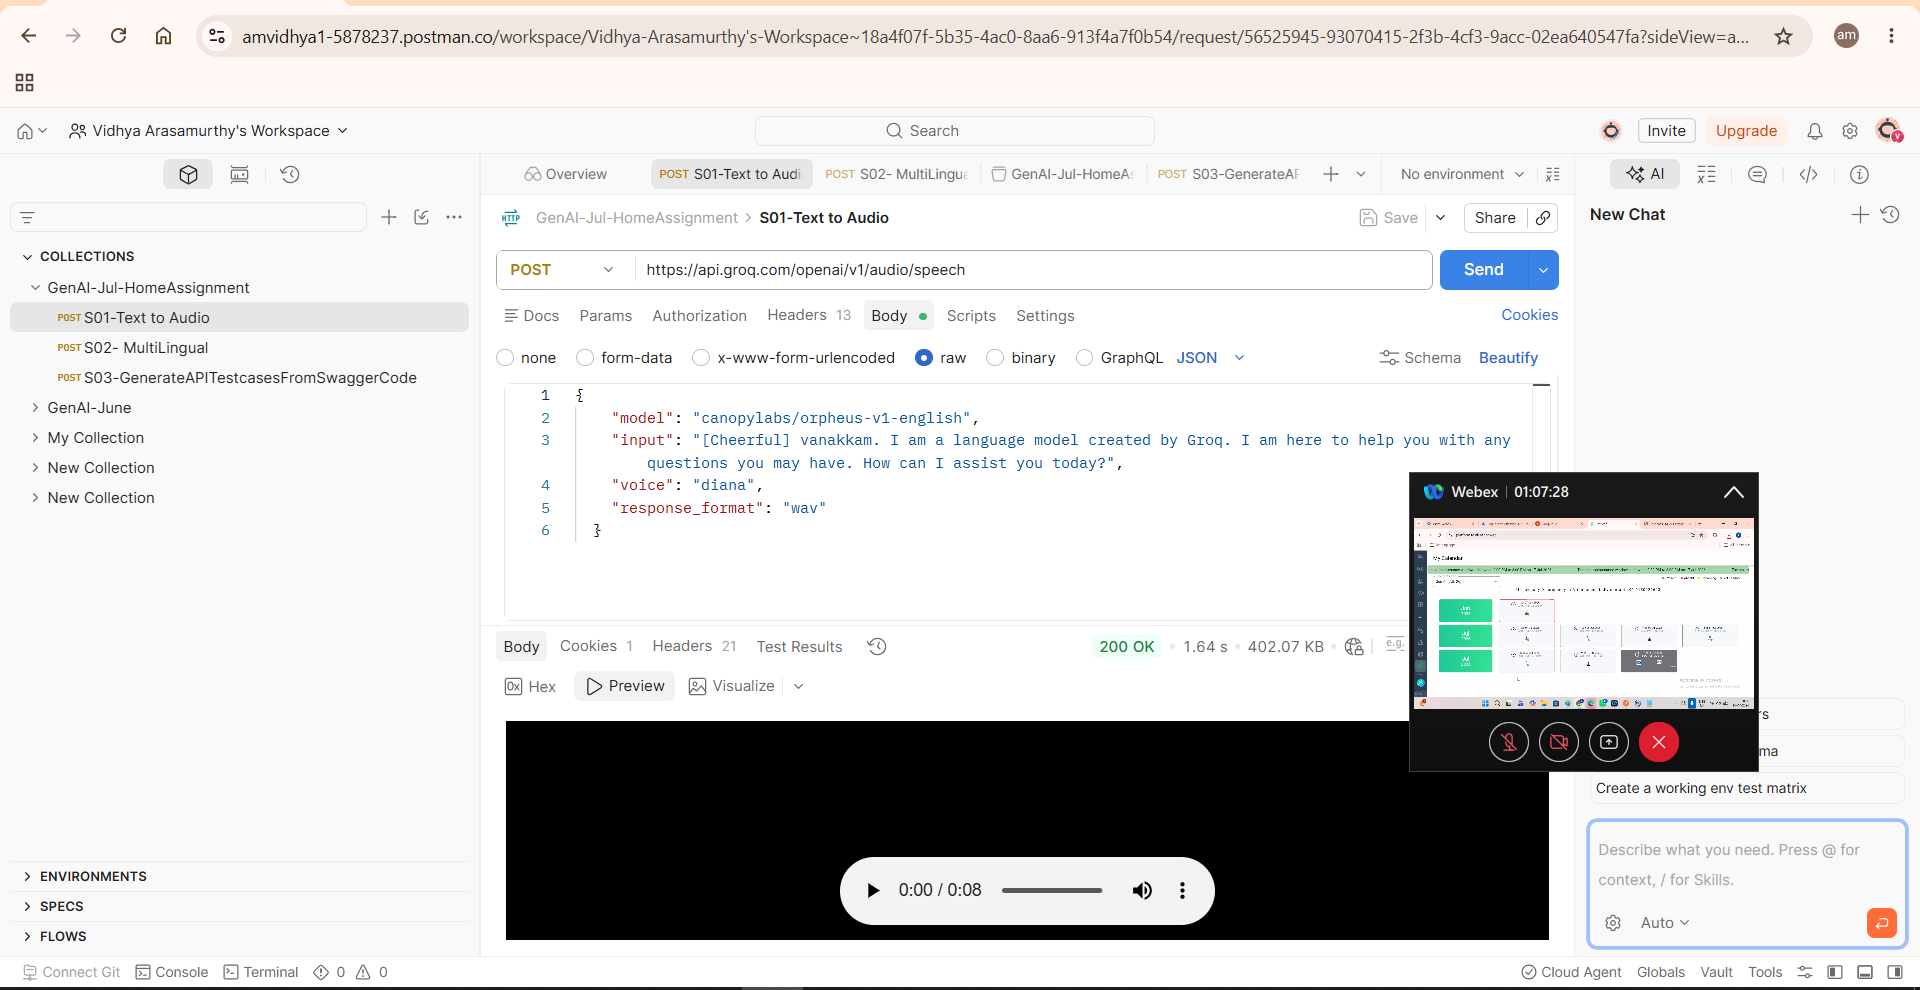 amvidhya1-5878237.postman.co/workspace/Vidhya-Arasamurthy's-Workspace~18a4f07f-5b35-4ac0-8aa6-913f4a7f0b54/request/56525945-93070415-2f3b-4cf3-9acc-02ea640547fa?sideView=a...
am
Vidhya Arasamurthy's Workspace
Search
Invite
Upgrade
v
Overview
POST S01-Text to Audi
POST S02- MultiLingua
GenAI-Jul-HomeAs
POST S03-GenerateAP
No environment
AI
GenAI-Jul-HomeAssignment > S01-Text to Audio
Save
Share
New Chat
COLLECTIONS
GenAI-Jul-HomeAssignment
POST S01-Text to Audio
POST S02- MultiLingual
POST S03-GenerateAPITestcasesFromSwaggerCode
GenAI-June
My Collection
New Collection
New Collection
POST
https://api.groq.com/openai/v1/audio/speech
Send
Docs Params Authorization Headers 13 Body Scripts Settings
Cookies
none form-data x-www-form-urlencoded raw binary GraphQL JSON
Schema Beautify
1 {
2 "model": "canopylabs/orpheus-v1-english",
3 "input": "[Cheerful] vanakkam. I am a language model created by Groq. I am here to help you with any
questions you may have. How can I assist you today?",
4 "voice": "diana",
5 "response_format": "wav"
6 }
Webex | 01:07:28
My Calendar
Body Cookies 1 Headers 21 Test Results
200 OK • 1.64 s • 402.07 KB
e.g.
0x Hex Preview Visualize
0:00 / 0:08
rs
ma
Create a working env test matrix
Describe what you need. Press @ for
context, / for Skills.
Auto
ENVIRONMENTS
SPECS
FLOWS
Connect Git Console Terminal 0 0
Cloud Agent Globals Vault Tools